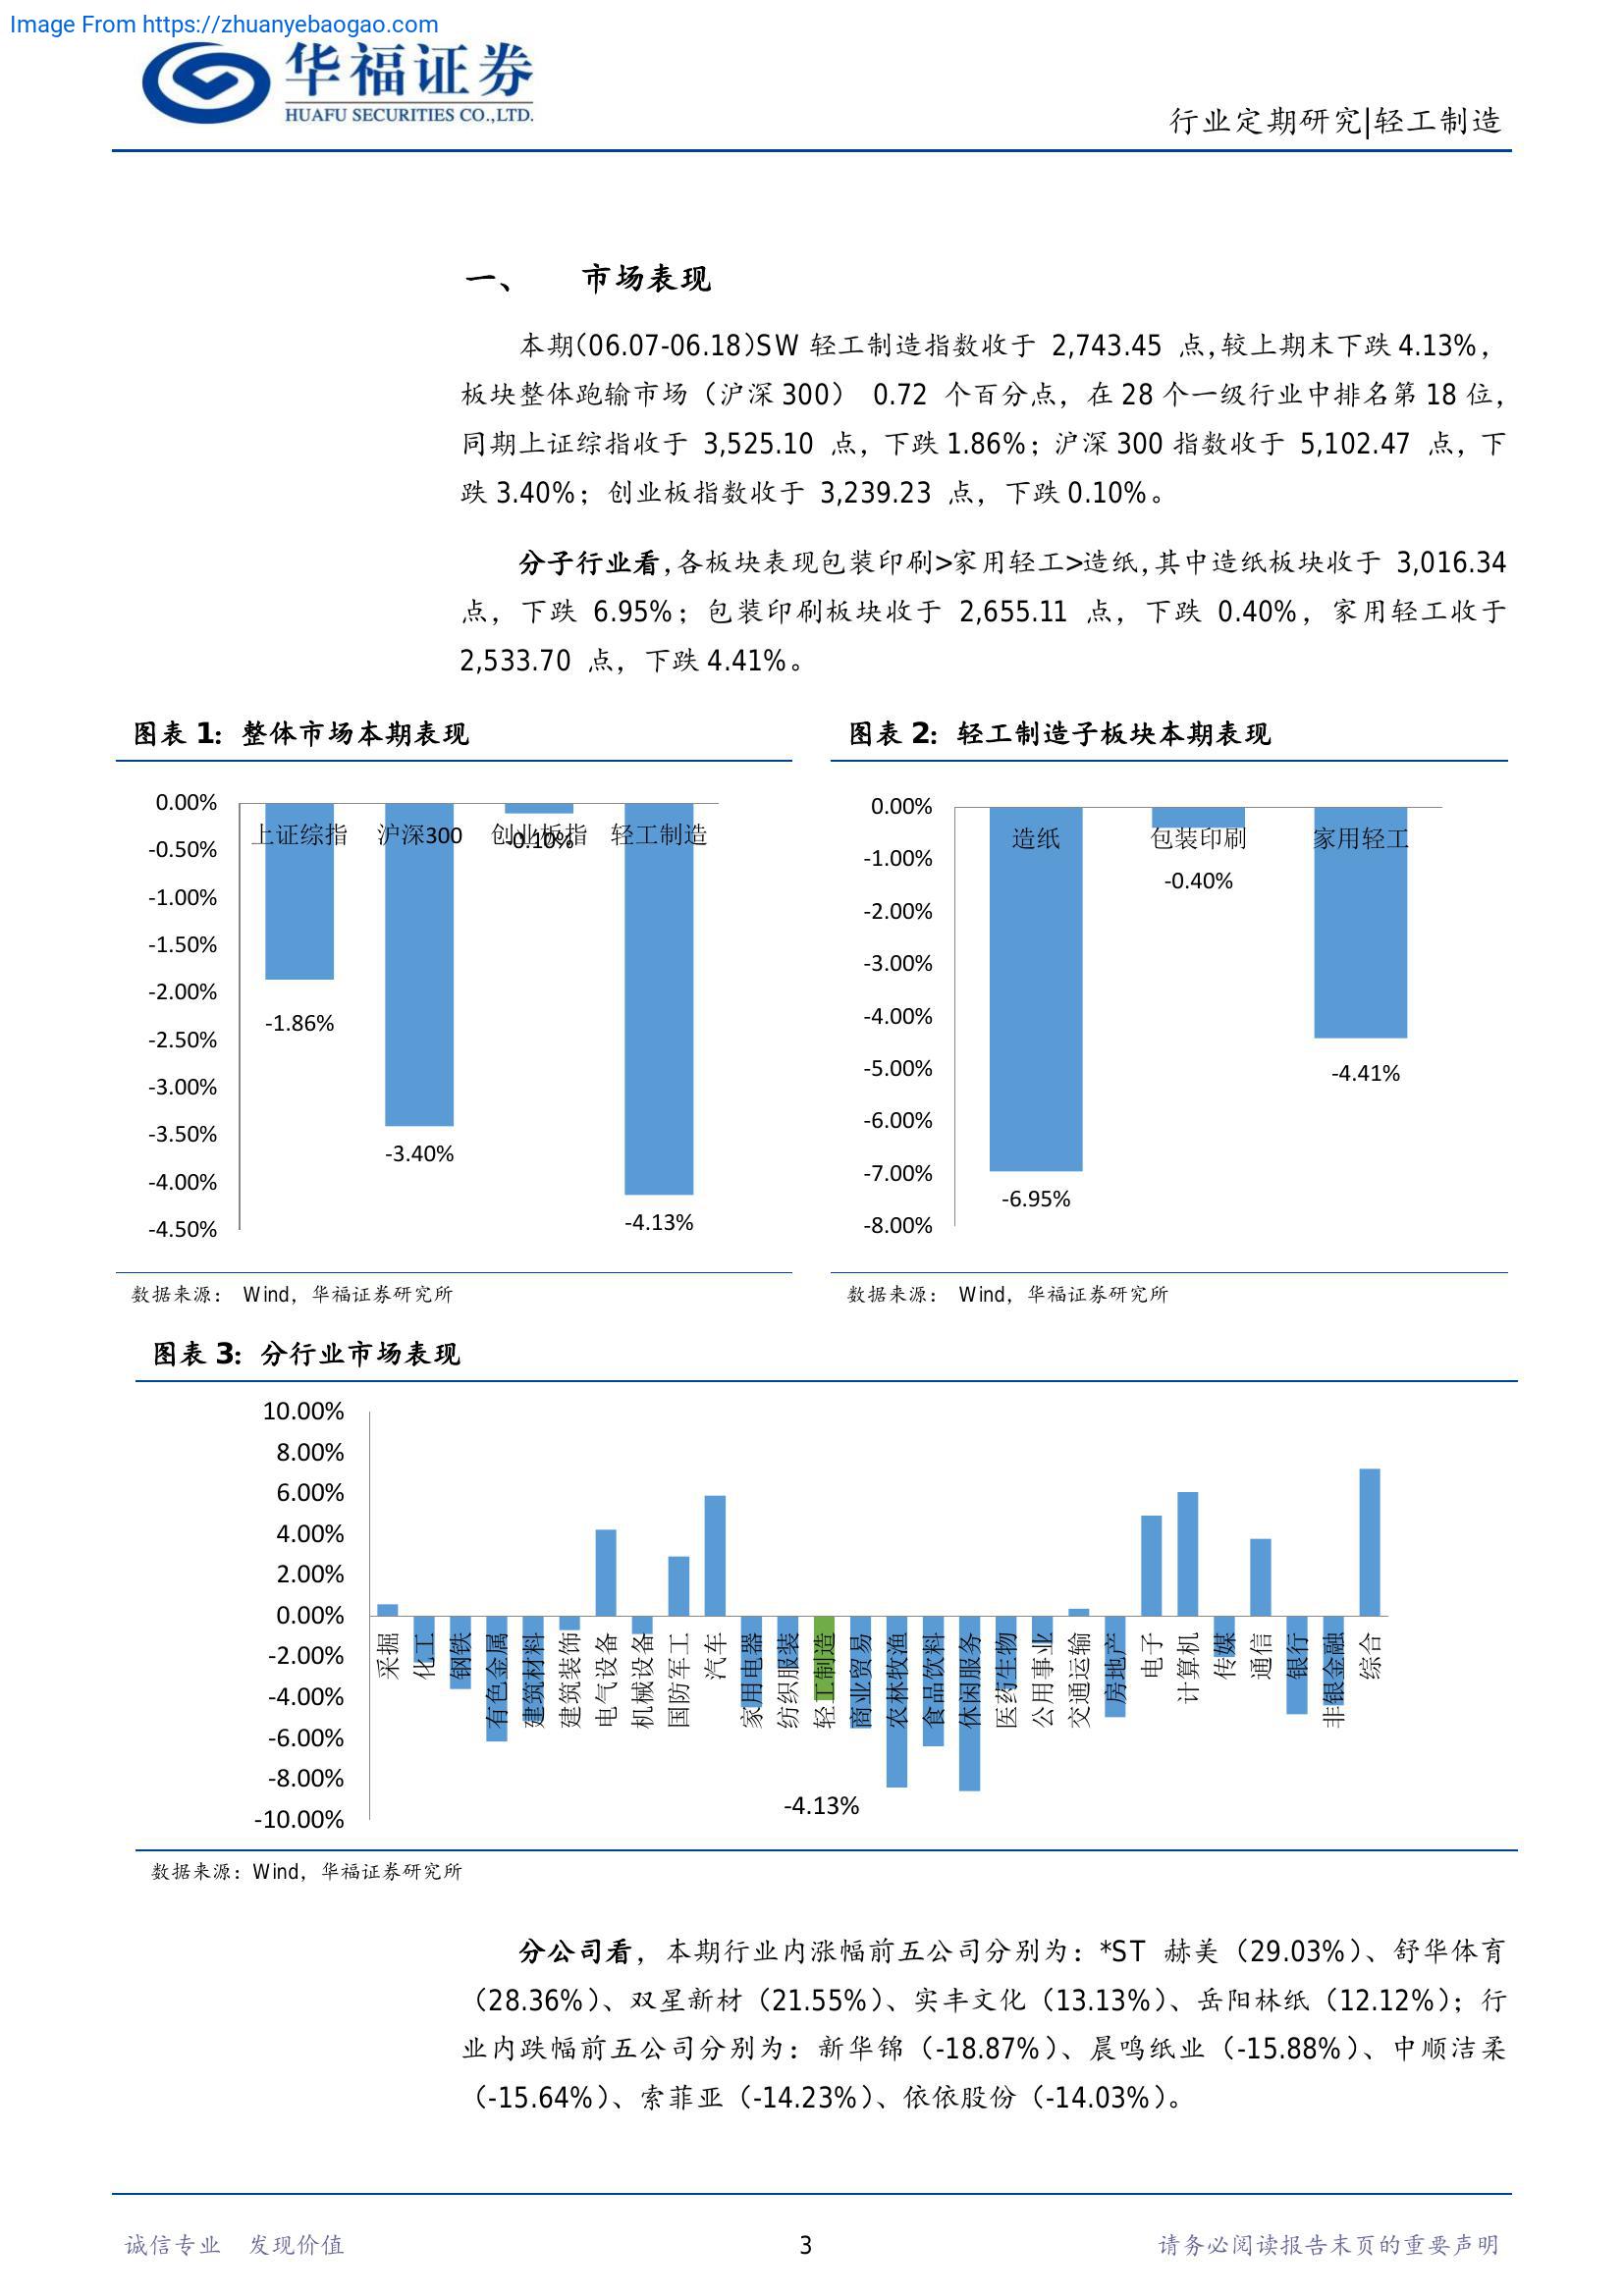 Image From https://zhuanyebaogao.com
华福证券
HUAFU SECURITIES CO.,LTD.
行业定期研究|轻工制造
一、 市场表现
本期(06.07-06.18)SW 轻工制造指数收于 2,743.45 点,较上期末下跌 4.13%，
板块整体跑输市场（沪深 300） 0.72 个百分点，在 28 个一级行业中排名第 18 位，
同期上证综指收于 3,525.10 点，下跌 1.86%；沪深 300 指数收于 5,102.47 点，下
跌 3.40%；创业板指数收于 3,239.23 点，下跌 0.10%。
分子行业看,各板块表现包装印刷>家用轻工>造纸,其中造纸板块收于 3,016.34
点，下跌 6.95%；包装印刷板块收于 2,655.11 点，下跌 0.40%，家用轻工收于
2,533.70 点，下跌 4.41%。
图表 1：整体市场本期表现
0.00%
-0.50%
-1.00%
-1.50%
-2.00%
-2.50%
-3.00%
-3.50%
-4.00%
-4.50%
上证综指 沪深300 创业板指 轻工制造
-0.10%
-1.86%
-3.40%
-4.13%
数据来源： Wind，华福证券研究所
图表 2：轻工制造子板块本期表现
0.00%
-1.00%
-2.00%
-3.00%
-4.00%
-5.00%
-6.00%
-7.00%
-8.00%
造纸 包装印刷 家用轻工
-0.40%
-4.41%
-6.95%
数据来源： Wind，华福证券研究所
图表 3：分行业市场表现
10.00%
8.00%
6.00%
4.00%
2.00%
0.00%
-2.00%
-4.00%
-6.00%
-8.00%
-10.00%
采掘
化工
钢铁
有色金属
建筑材料
建筑装饰
电气设备
机械设备
国防军工
汽车
家用电器
纺织服装
轻工制造
商业贸易
农林牧渔
食品饮料
休闲服务
医药生物
公用事业
交通运输
房地产
电子
计算机
传媒
通信
银行
非银金融
综合
-4.13%
数据来源：Wind，华福证券研究所
分公司看，本期行业内涨幅前五公司分别为：*ST 赫美（29.03%）、舒华体育
（28.36%）、双星新材（21.55%）、实丰文化（13.13%）、岳阳林纸（12.12%）；行
业内跌幅前五公司分别为：新华锦（-18.87%）、晨鸣纸业（-15.88%）、中顺洁柔
（-15.64%）、索菲亚（-14.23%）、依依股份（-14.03%）。
诚信专业 发现价值
3
请务必阅读报告末页的重要声明